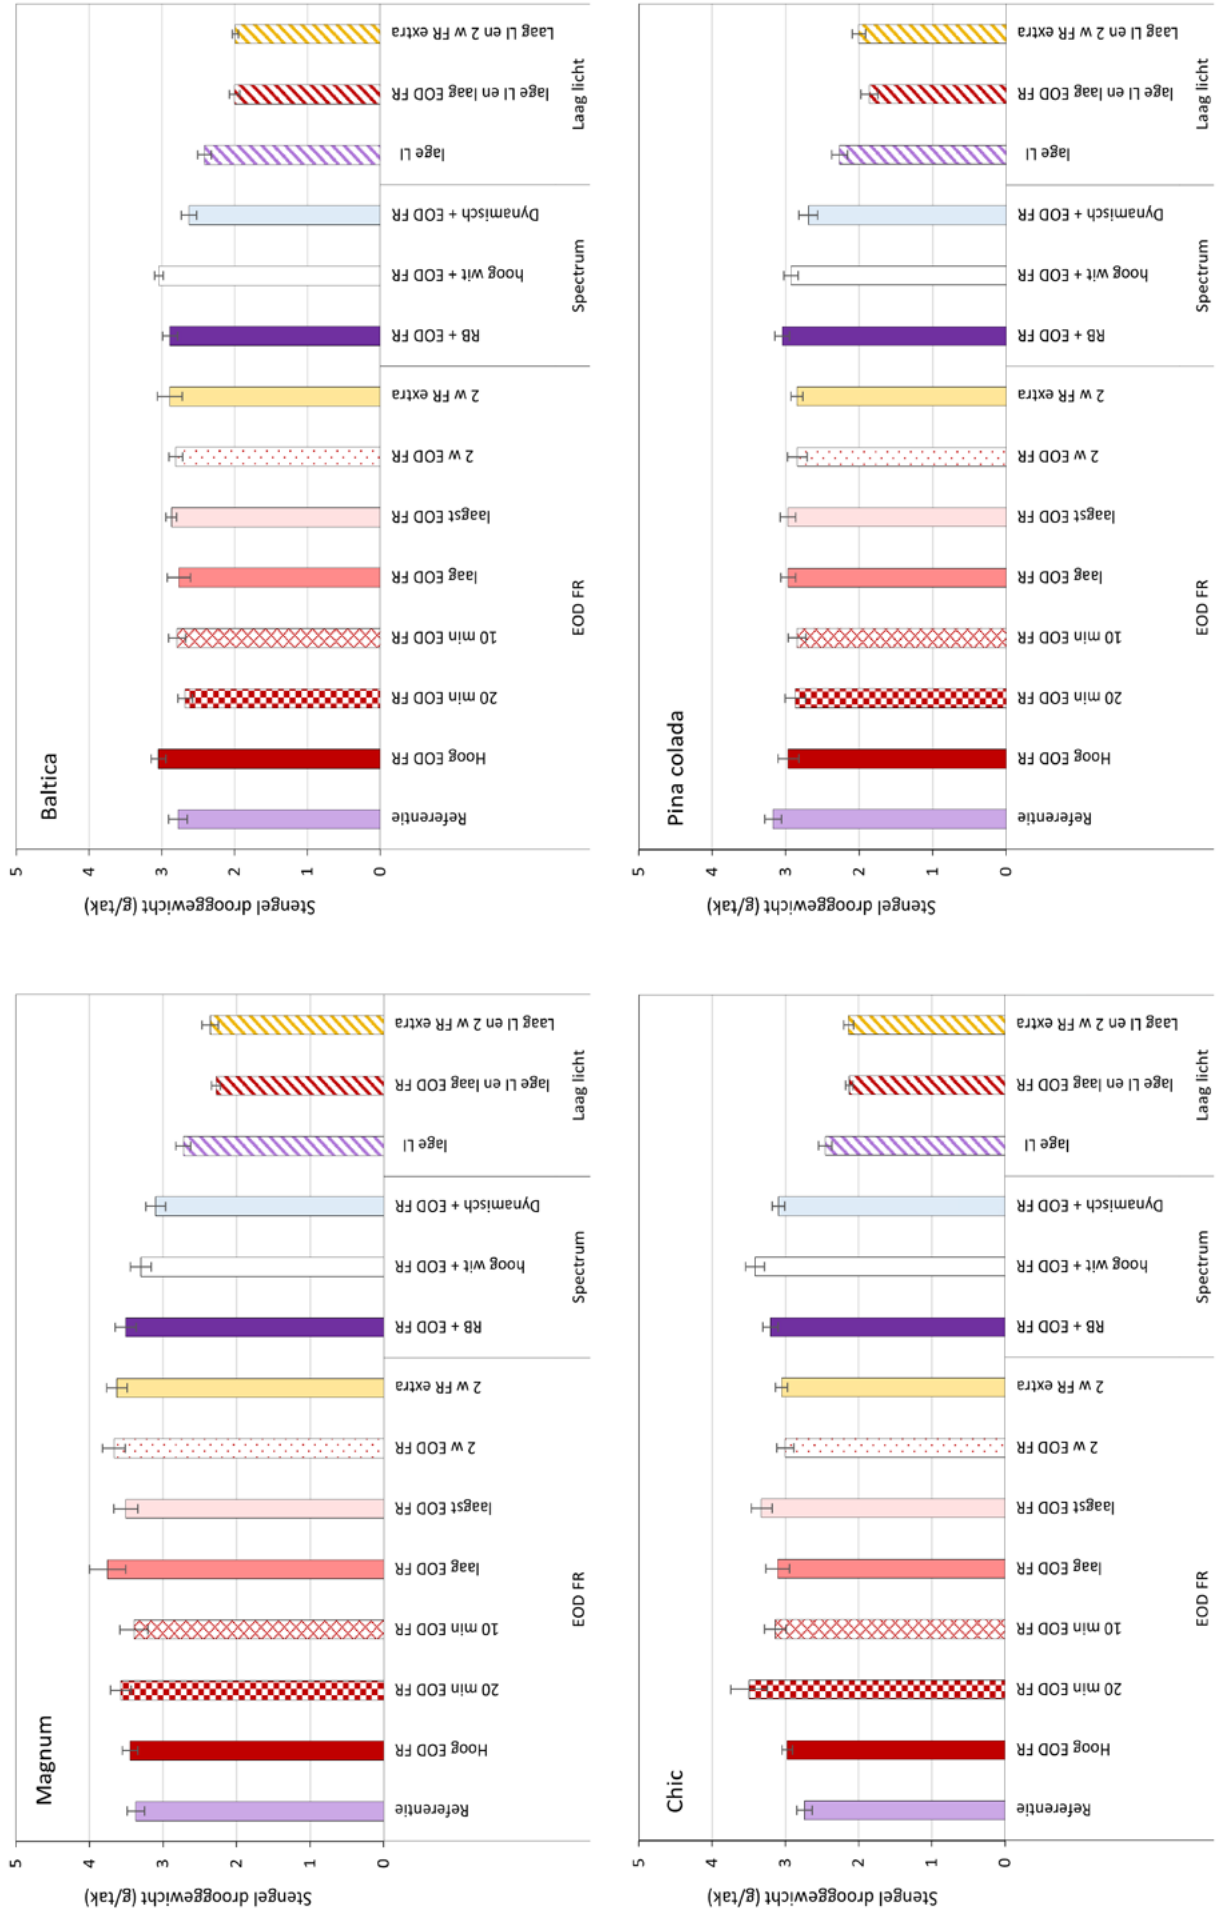 Magnum
Stengel drooggewicht (g/tak)
5
4
3
2
1
0
Referentie
Hoog EOD FR
20 min EOD FR
10 min EOD FR
laag EOD FR
laagst EOD FR
2 w EOD FR
2 w FR extra
RB + EOD FR
hoog wit + EOD FR
Dynamisch + EOD FR
lage LI
lage LI en laag EOD FR
Laag LI en 2 w FR extra
EOD FR
Spectrum
Laag licht
Baltica
Stengel drooggewicht (g/tak)
5
4
3
2
1
0
Referentie
Hoog EOD FR
20 min EOD FR
10 min EOD FR
laag EOD FR
laagst EOD FR
2 w EOD FR
2 w FR extra
RB + EOD FR
hoog wit + EOD FR
Dynamisch + EOD FR
lage LI
lage LI en laag EOD FR
Laag LI en 2 w FR extra
EOD FR
Spectrum
Laag licht
Chic
Stengel drooggewicht (g/tak)
5
4
3
2
1
0
Referentie
Hoog EOD FR
20 min EOD FR
10 min EOD FR
laag EOD FR
laagst EOD FR
2 w EOD FR
2 w FR extra
RB + EOD FR
hoog wit + EOD FR
Dynamisch + EOD FR
lage LI
lage LI en laag EOD FR
Laag LI en 2 w FR extra
EOD FR
Spectrum
Laag licht
Pina colada
Stengel drooggewicht (g/tak)
5
4
3
2
1
0
Referentie
Hoog EOD FR
20 min EOD FR
10 min EOD FR
laag EOD FR
laagst EOD FR
2 w EOD FR
2 w FR extra
RB + EOD FR
hoog wit + EOD FR
Dynamisch + EOD FR
lage LI
lage LI en laag EOD FR
Laag LI en 2 w FR extra
EOD FR
Spectrum
Laag licht